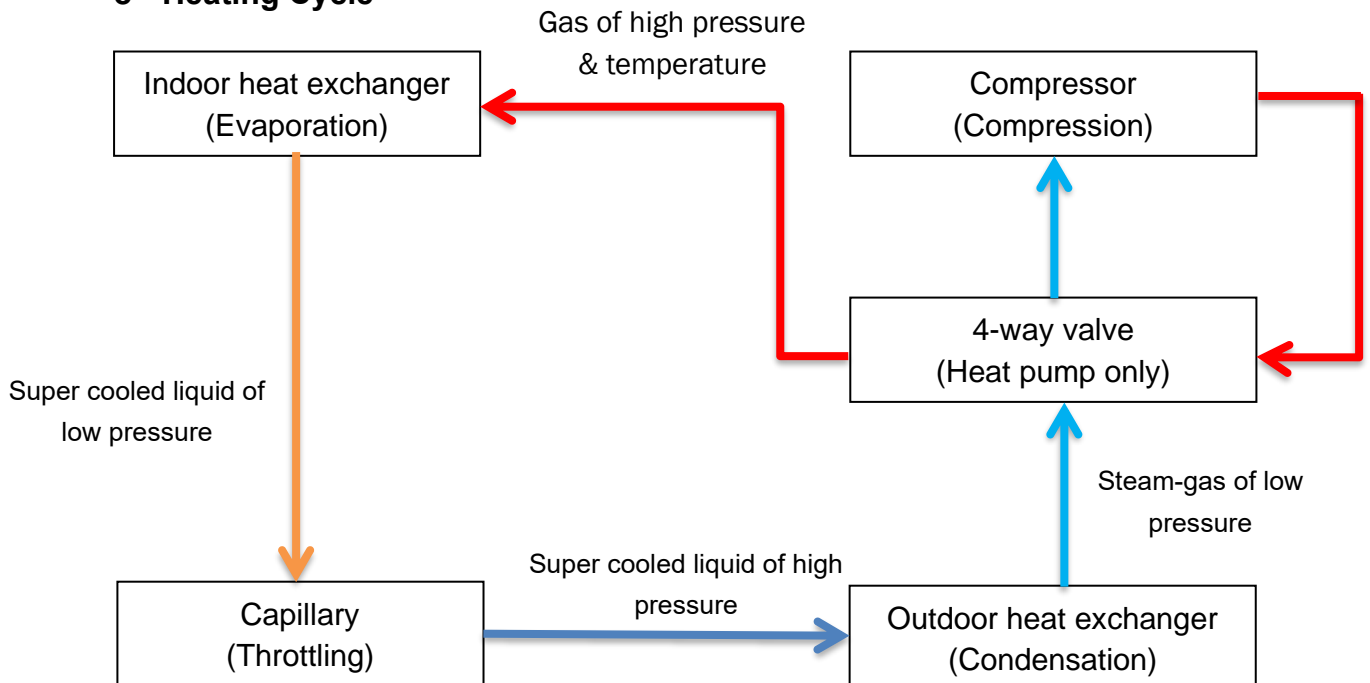 Heating Cycle
Gas of high pressure
& temperature
Indoor heat exchanger
(Evaporation)
Compressor
(Compression)
4-way valve
(Heat pump only)
Super cooled liquid of
low pressure
Steam-gas of low
pressure
Super cooled liquid of high
pressure
Capillary
(Throttling)
Outdoor heat exchanger
(Condensation)